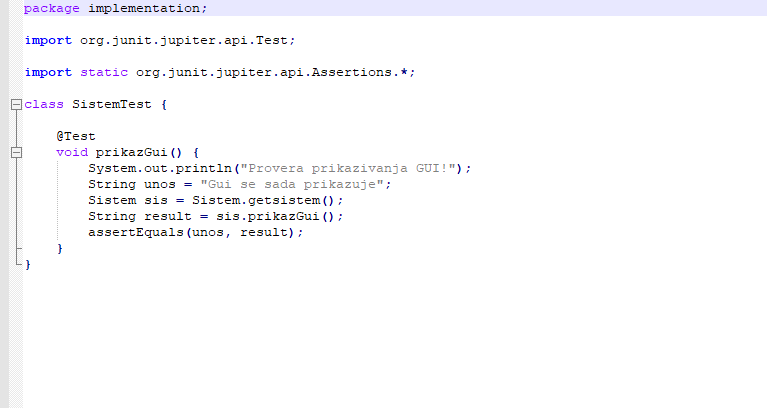 package implementation;
import org.junit.jupiter.api.Test;
import static org.junit.jupiter.api.Assertions.*;
class SistemTest {
@Test
void prikazGui() {
System.out.println("Provera prikazivanja GUI!");
String unos = "Gui se sada prikazuje";
Sistem sis = Sistem.getsistem();
String result = sis.prikazGui();
assertEquals(unos, result);
}
}